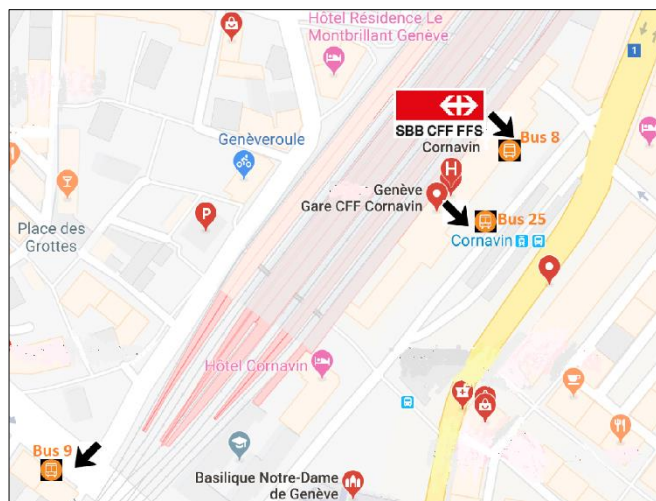 Hôtel Résidence Le
Montbrillant Genève
1
SBB CFF FFS
Cornavin
Bus 8
Genèveroule
H
Genève
Gare CFF Cornavin
P
Bus 25
Place des
Grottes
Cornavin
Hôtel Cornavin
Bus 9
Basilique Notre-Dame
de Genève